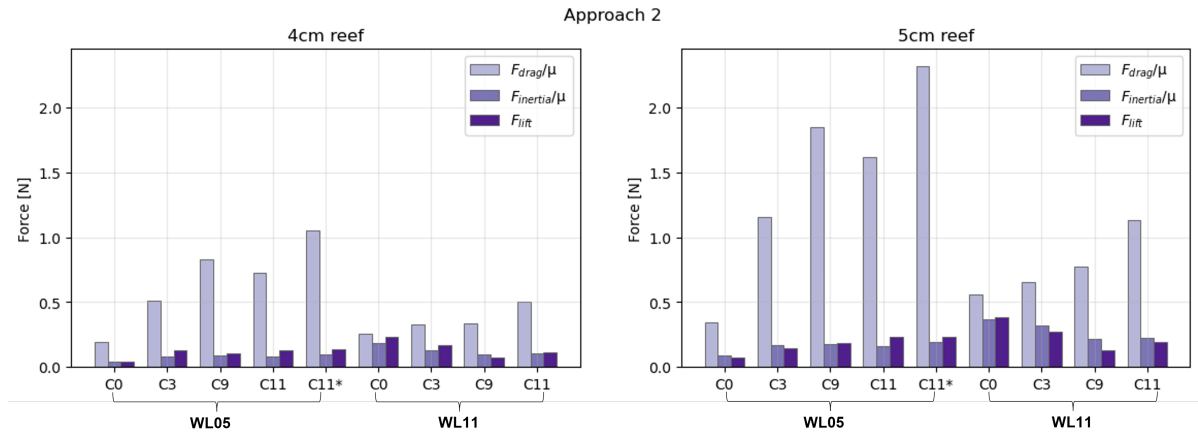 Approach 2
4cm reef
F_drag/μ
F_inertia/μ
F_lift
Force [N]
2.0
1.5
1.0
0.5
0.0
C0 C3 C9 C11 C11* C0 C3 C9 C11
WL05 WL11
5cm reef
F_drag/μ
F_inertia/μ
F_lift
Force [N]
2.0
1.5
1.0
0.5
0.0
C0 C3 C9 C11 C11* C0 C3 C9 C11
WL05 WL11